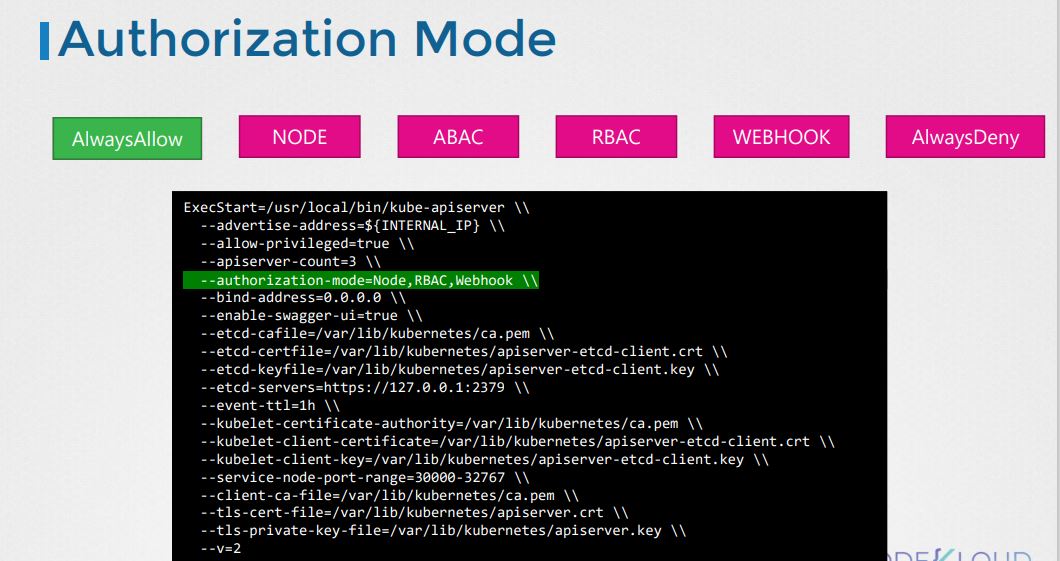 Authorization Mode
AlwaysAllow
NODE
ABAC
RBAC
WEBHOOK
AlwaysDeny
ExecStart=/usr/local/bin/kube-apiserver \\
--advertise-address=${INTERNAL_IP} \\
--allow-privileged=true \\
--apiserver-count=3 \\
--authorization-mode=Node,RBAC,Webhook \\
--bind-address=0.0.0.0 \\
--enable-swagger-ui=true \\
--etcd-cafile=/var/lib/kubernetes/ca.pem \\
--etcd-certfile=/var/lib/kubernetes/apiserver-etcd-client.crt \\
--etcd-keyfile=/var/lib/kubernetes/apiserver-etcd-client.key \\
--etcd-servers=https://127.0.0.1:2379 \\
--event-ttl=1h \\
--kubelet-certificate-authority=/var/lib/kubernetes/ca.pem \\
--kubelet-client-certificate=/var/lib/kubernetes/apiserver-etcd-client.crt \\
--kubelet-client-key=/var/lib/kubernetes/apiserver-etcd-client.key \\
--service-node-port-range=30000-32767 \\
--client-ca-file=/var/lib/kubernetes/ca.pem \\
--tls-cert-file=/var/lib/kubernetes/apiserver.crt \\
--tls-private-key-file=/var/lib/kubernetes/apiserver.key \\
--v=2